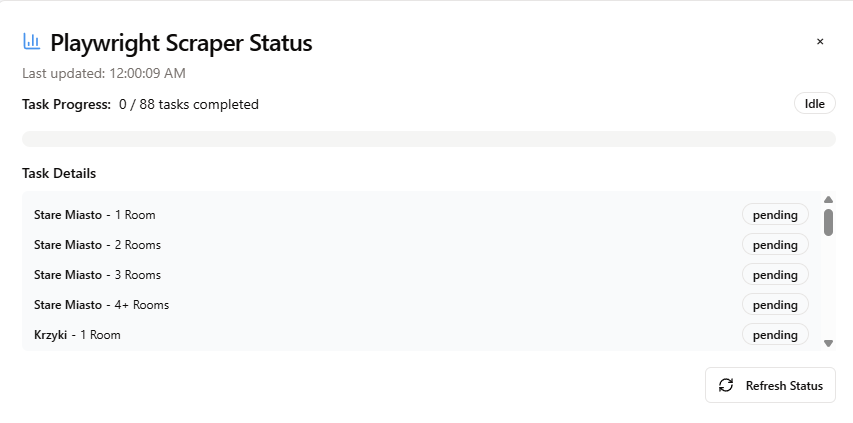 Playwright Scraper Status
×
Last updated: 12:00:09 AM
Task Progress: 0 / 88 tasks completed
Idle
Task Details
Stare Miasto - 1 Room pending
Stare Miasto - 2 Rooms pending
Stare Miasto - 3 Rooms pending
Stare Miasto - 4+ Rooms pending
Krzyki - 1 Room pending
Refresh Status